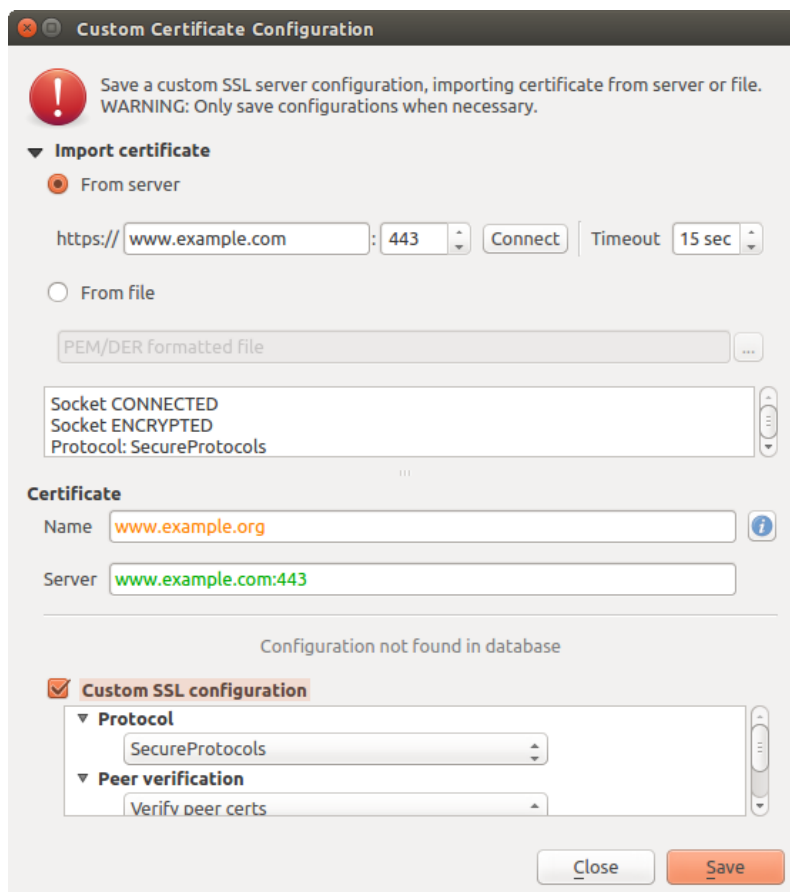 Custom Certificate Configuration
Save a custom SSL server configuration, importing certificate from server or file.
WARNING: Only save configurations when necessary.
Import certificate
From server
https:// www.example.com : 443 Connect Timeout 15 sec
From file
PEM/DER formatted file ...
Socket CONNECTED
Socket ENCRYPTED
Protocol: SecureProtocols
Certificate
Name www.example.org
Server www.example.com:443
Configuration not found in database
Custom SSL configuration
Protocol
SecureProtocols
Peer verification
Verify peer certs
Close Save